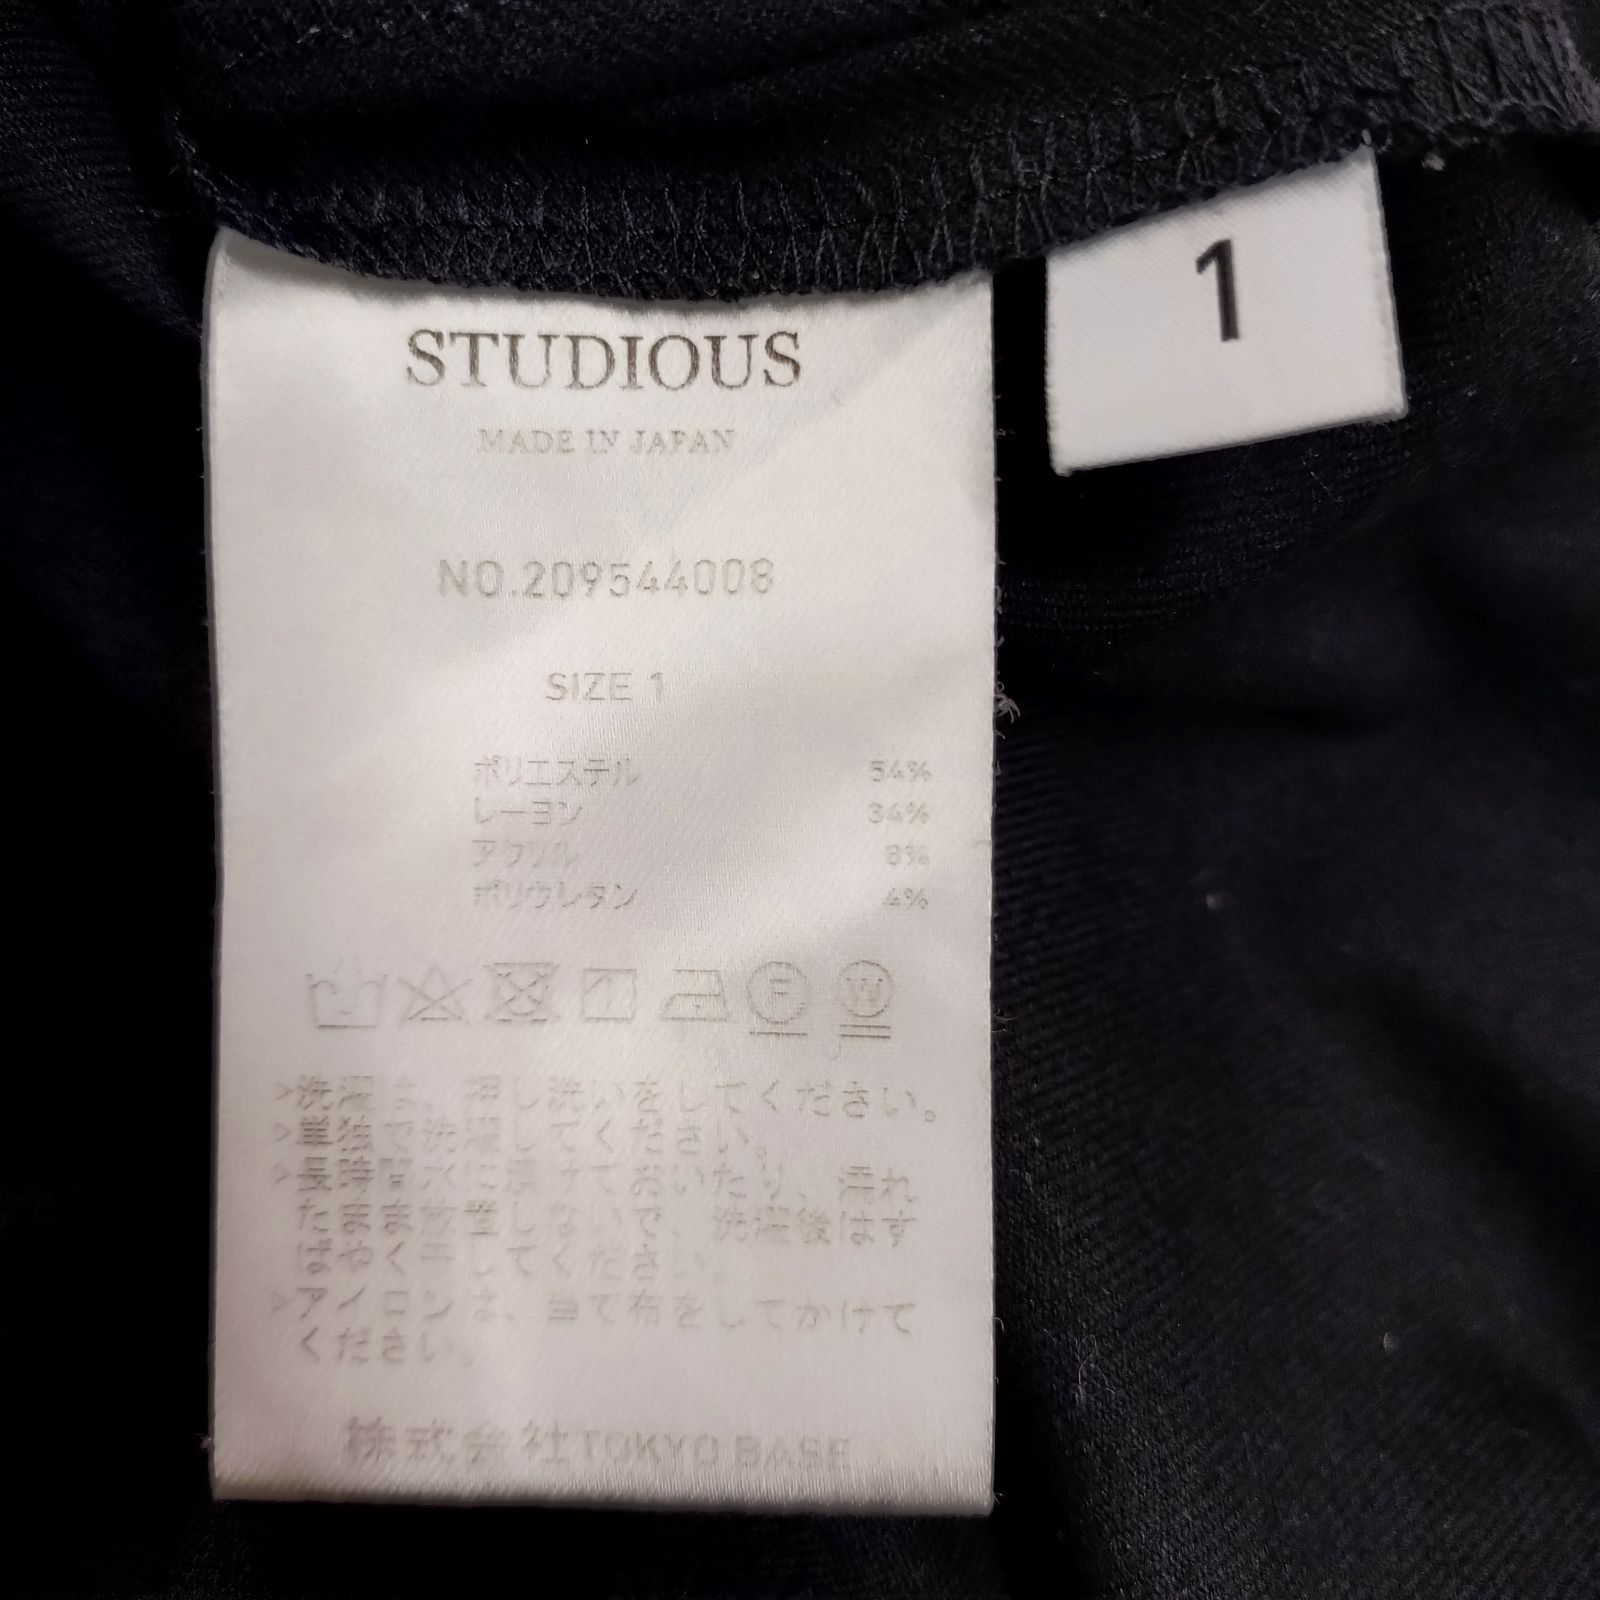 STUDIOUS
MADE IN JAPAN
1
NO.209544008
SIZE 1
ポリエステル 54%
レーヨン 34%
アクリル 8%
ポリウレタン 4%
F W
>洗濯は、押し洗いをしてください。
>単独で洗濯してください。
>長時間水に漬けておいたり、濡れ
たまま放置しないで、洗濯後はす
ばやく干してください。
>アイロンは、当て布をしてかけて
ください。
株式会社TOKYO BASE